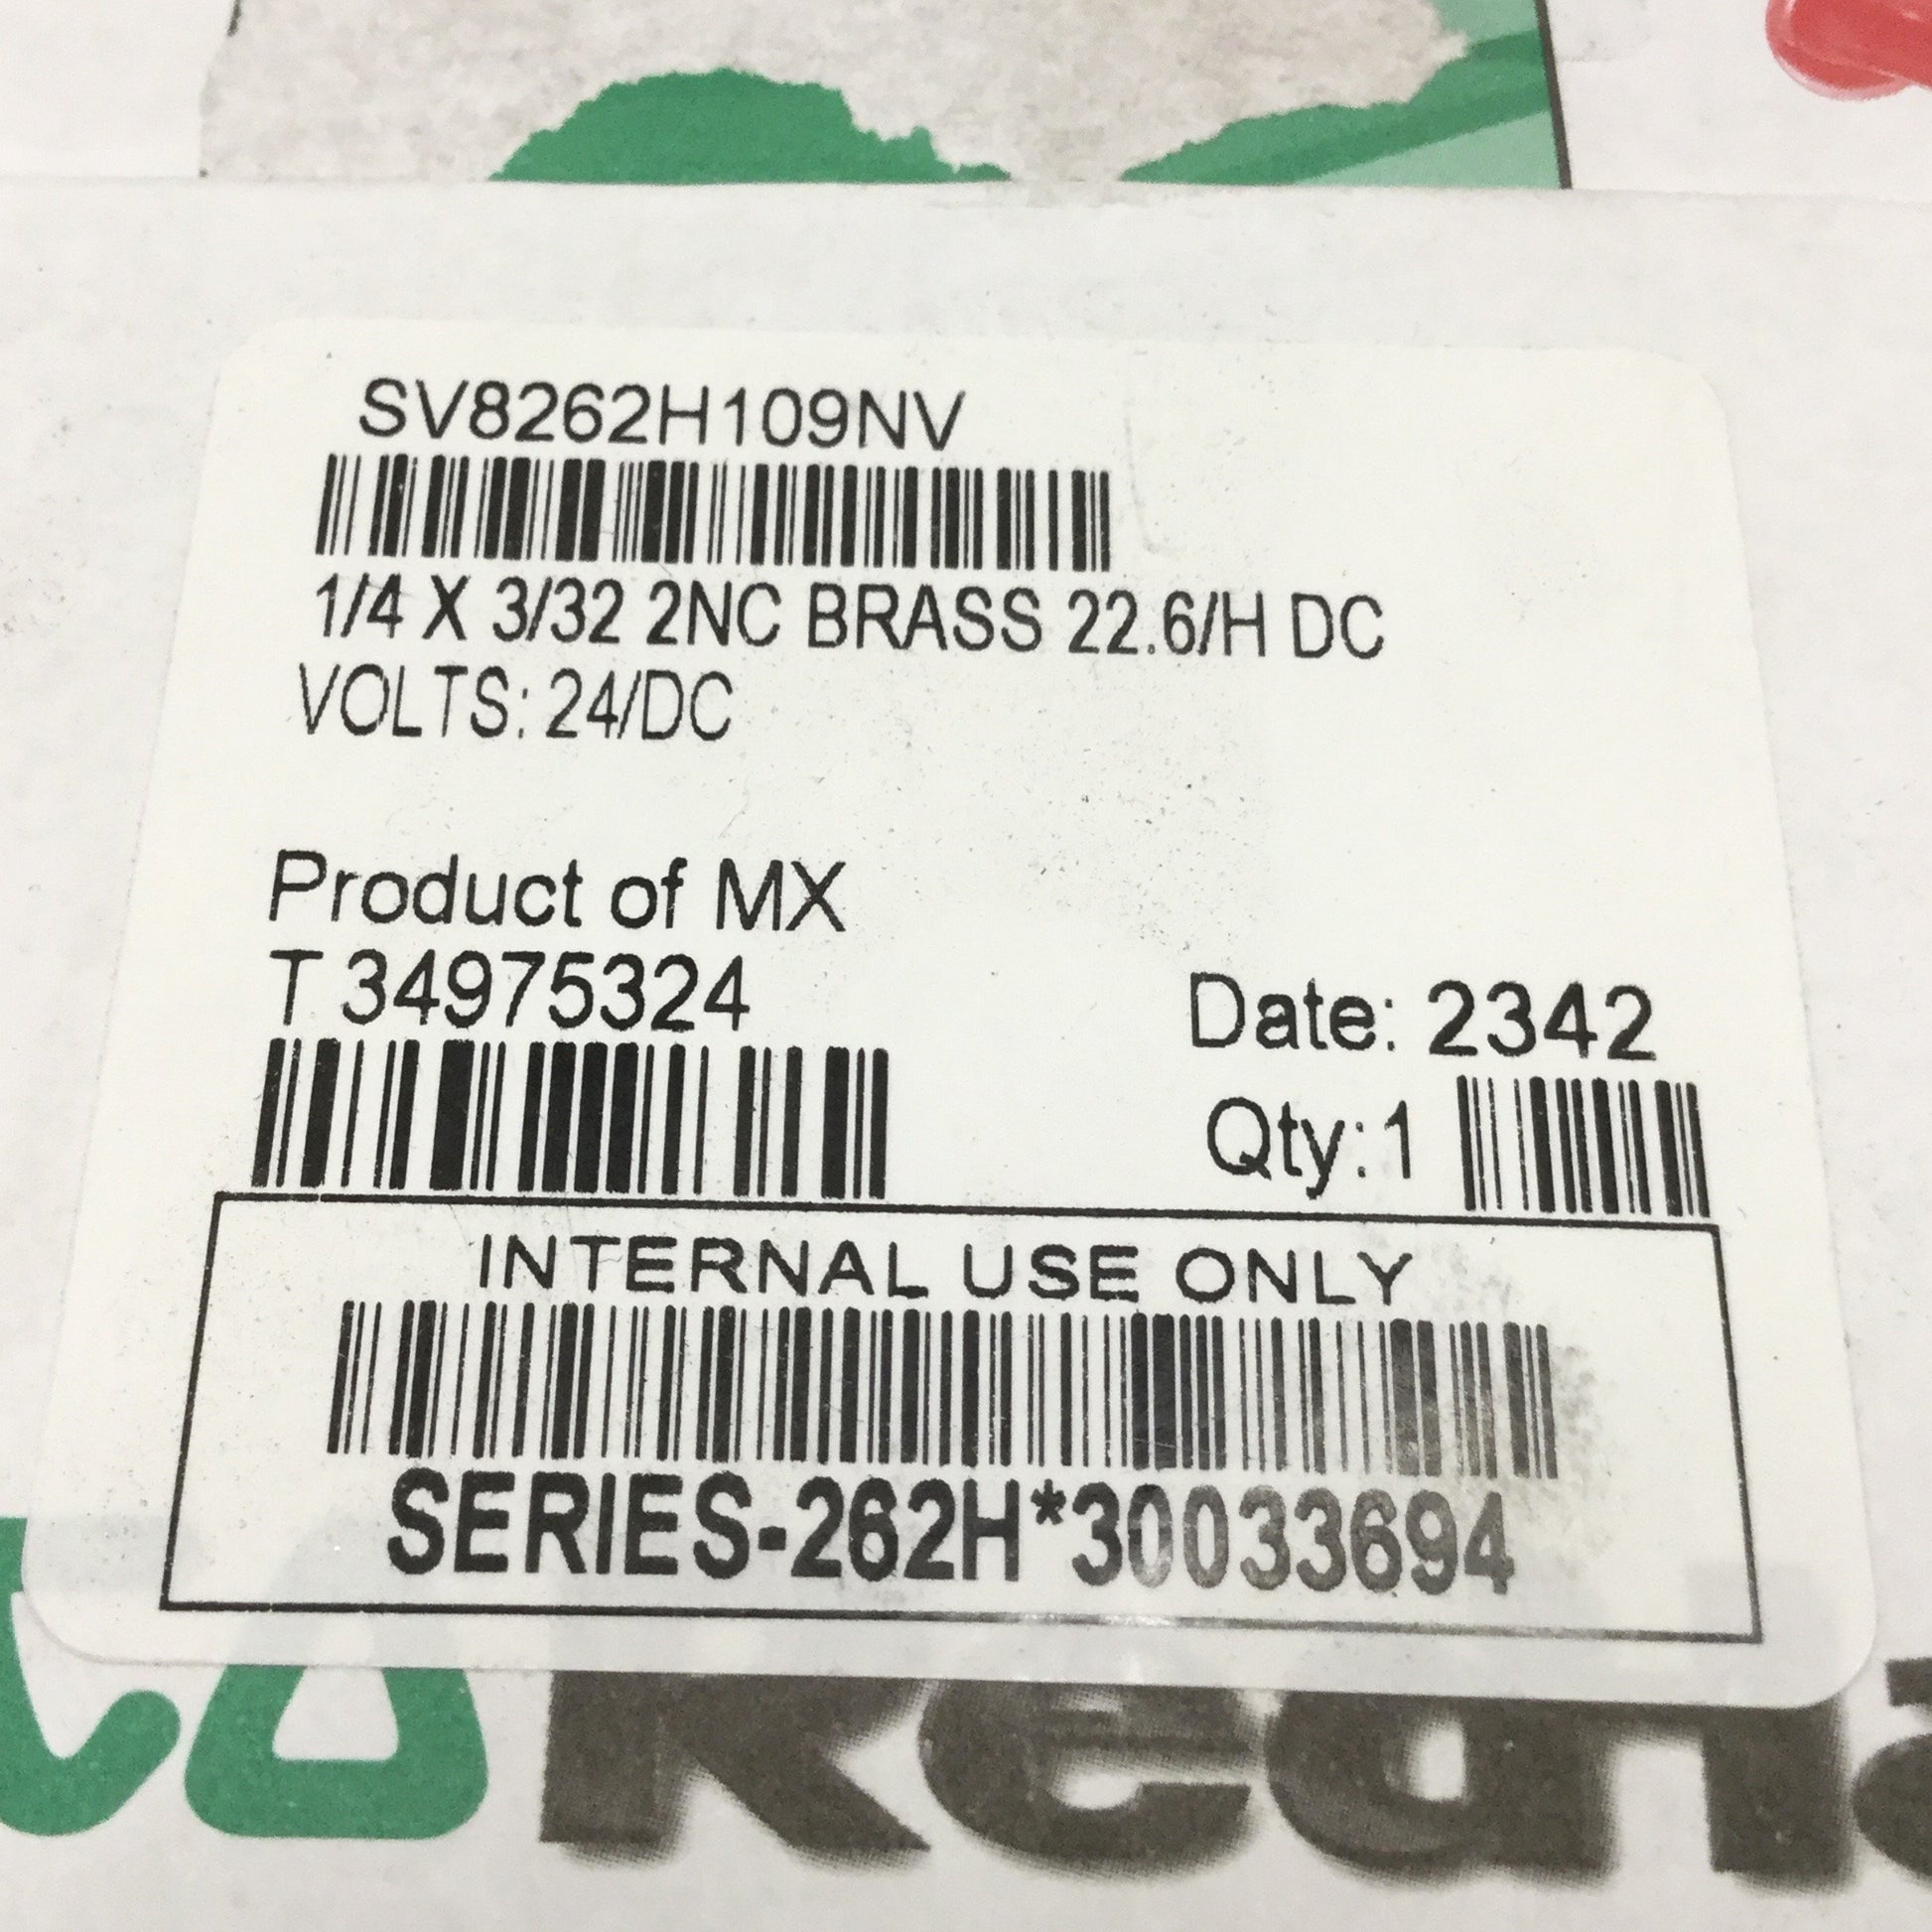 SV8262H109NV
1/4 X 3/32 2NC BRASS 22.6/H DC
VOLTS: 24/DC
Product of MX
T 34975324
Date: 2342
Qty:1
INTERNAL USE ONLY
SERIES-262H*30033694